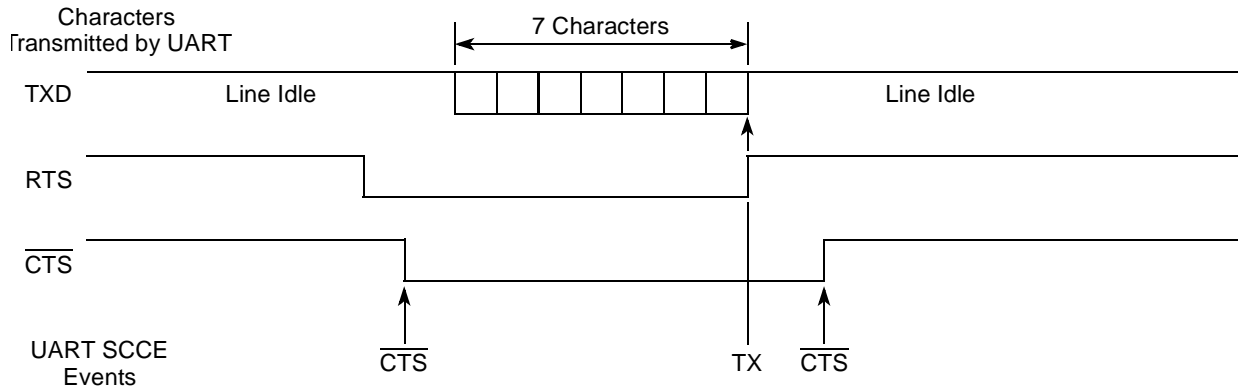 Characters
Transmitted by UART
7 Characters
TXD
Line Idle
Line Idle
RTS
CTS
UART SCCE
Events
CTS
TX
CTS